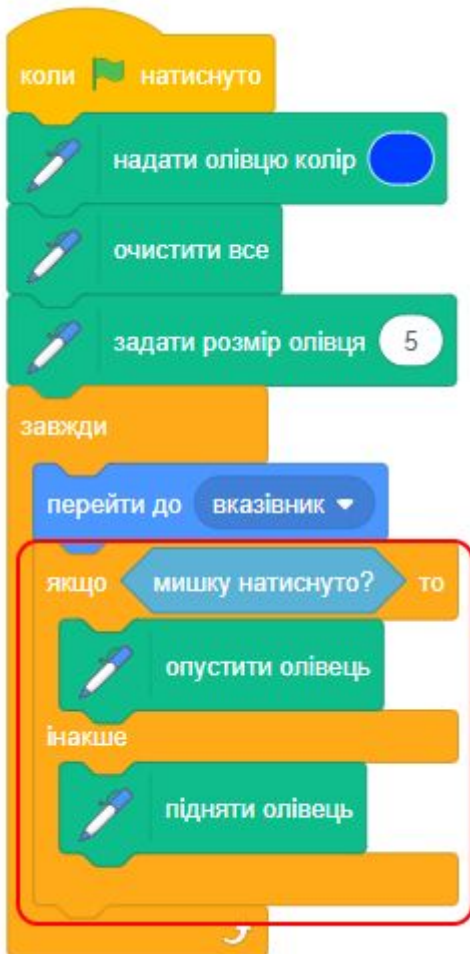 коли натиснуто
надати олівцю колір
очистити все
задати розмір олівця 5
завжди
перейти до вказівник
якщо мишку натиснуто? то
опустити олівець
інакше
підняти олівець